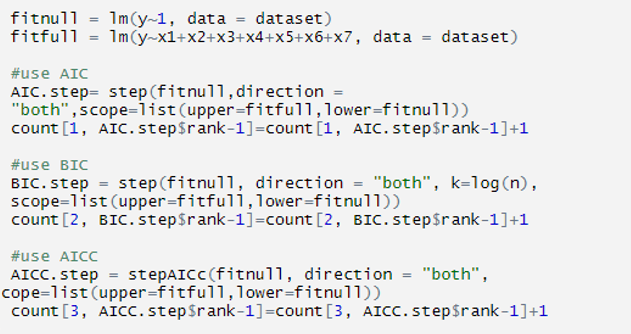 fitnull = lm(y~1, data = dataset)
fitfull = lm(y~x1+x2+x3+x4+x5+x6+x7, data = dataset)
#use AIC
AIC.step= step(fitnull,direction =
"both",scope=list(upper=fitfull,lower=fitnull))
count[1, AIC.step$rank-1]=count[1, AIC.step$rank-1]+1
#use BIC
BIC.step = step(fitnull, direction = "both", k=log(n),
scope=list(upper=fitfull,lower=fitnull))
count[2, BIC.step$rank-1]=count[2, BIC.step$rank-1]+1
#use AICC
AICC.step = stepAICc(fitnull, direction = "both",
cope=list(upper=fitfull,lower=fitnull))
count[3, AICC.step$rank-1]=count[3, AICC.step$rank-1]+1